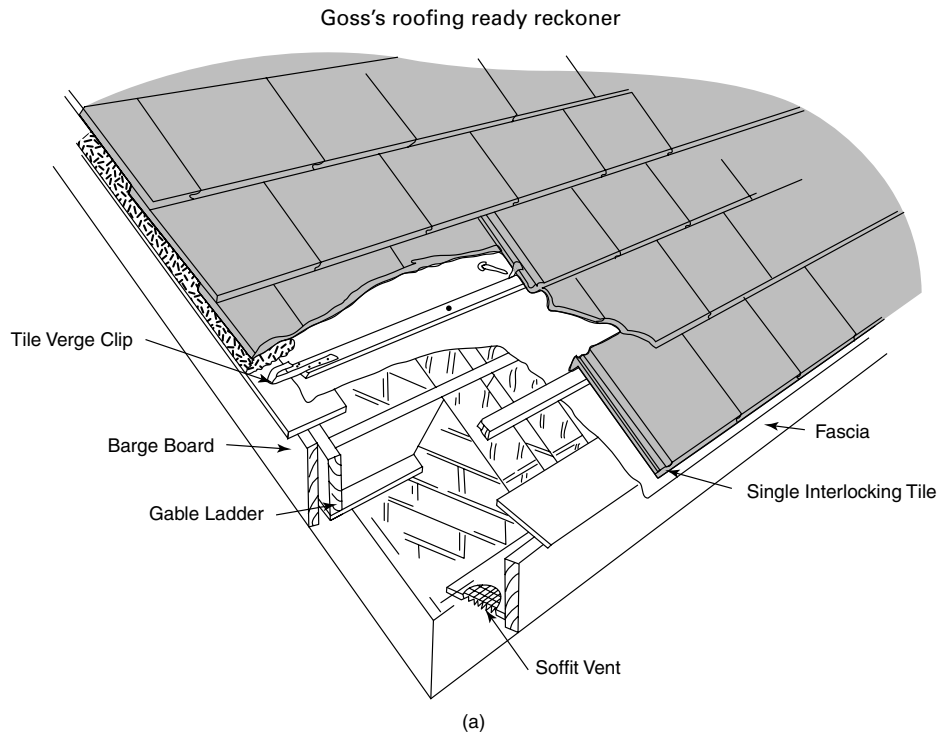 Goss's roofing ready reckoner
Tile Verge Clip
Barge Board
Fascia
Single Interlocking Tile
Gable Ladder
Soffit Vent
(a)